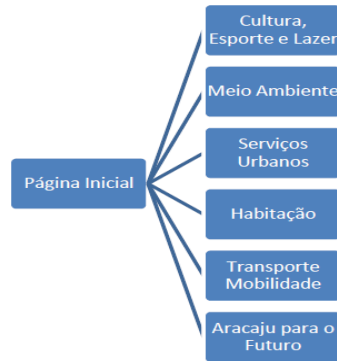 Cultura,
Esporte e Lazer
Meio Ambiente
Serviços
Urbanos
Página Inicial
Habitação
Transporte
Mobilidade
Aracaju para o
Futuro